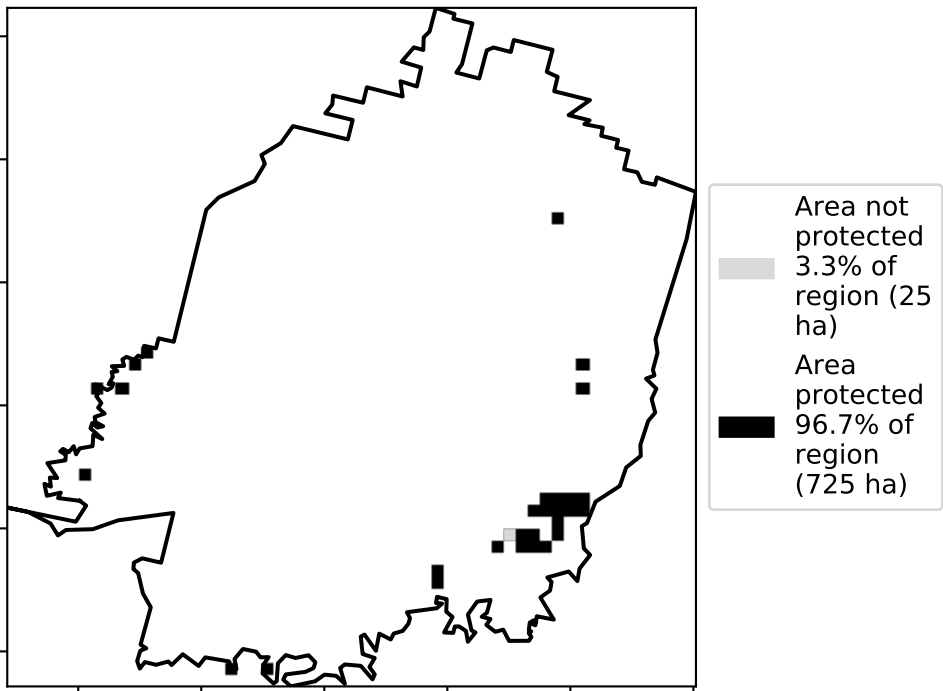 Area not
protected
3.3% of
region (25
ha)
Area
protected
96.7% of
region
(725 ha)